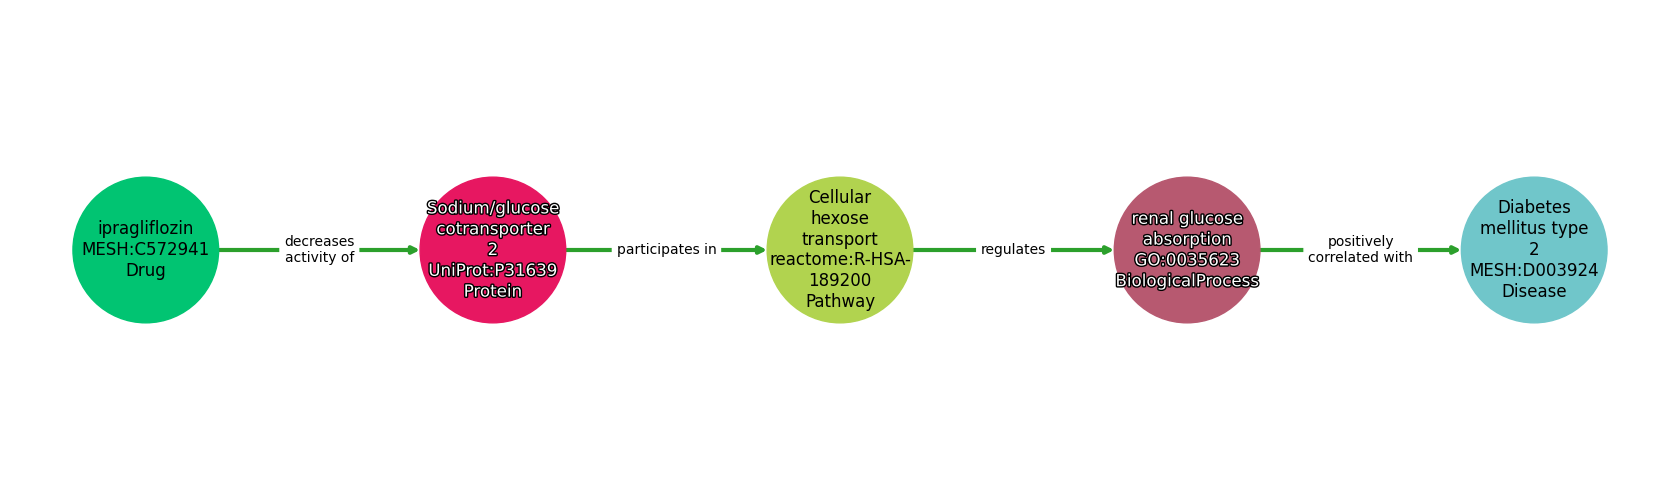 ipragliflozin
MESH:C572941
Drug
decreases
activity of
Sodium/glucose
cotransporter
2
UniProt:P31639
Protein
participates in
Cellular
hexose
transport
reactome:R-HSA-
189200
Pathway
regulates
renal glucose
absorption
GO:0035623
BiologicalProcess
positively
correlated with
Diabetes
mellitus type
2
MESH:D003924
Disease